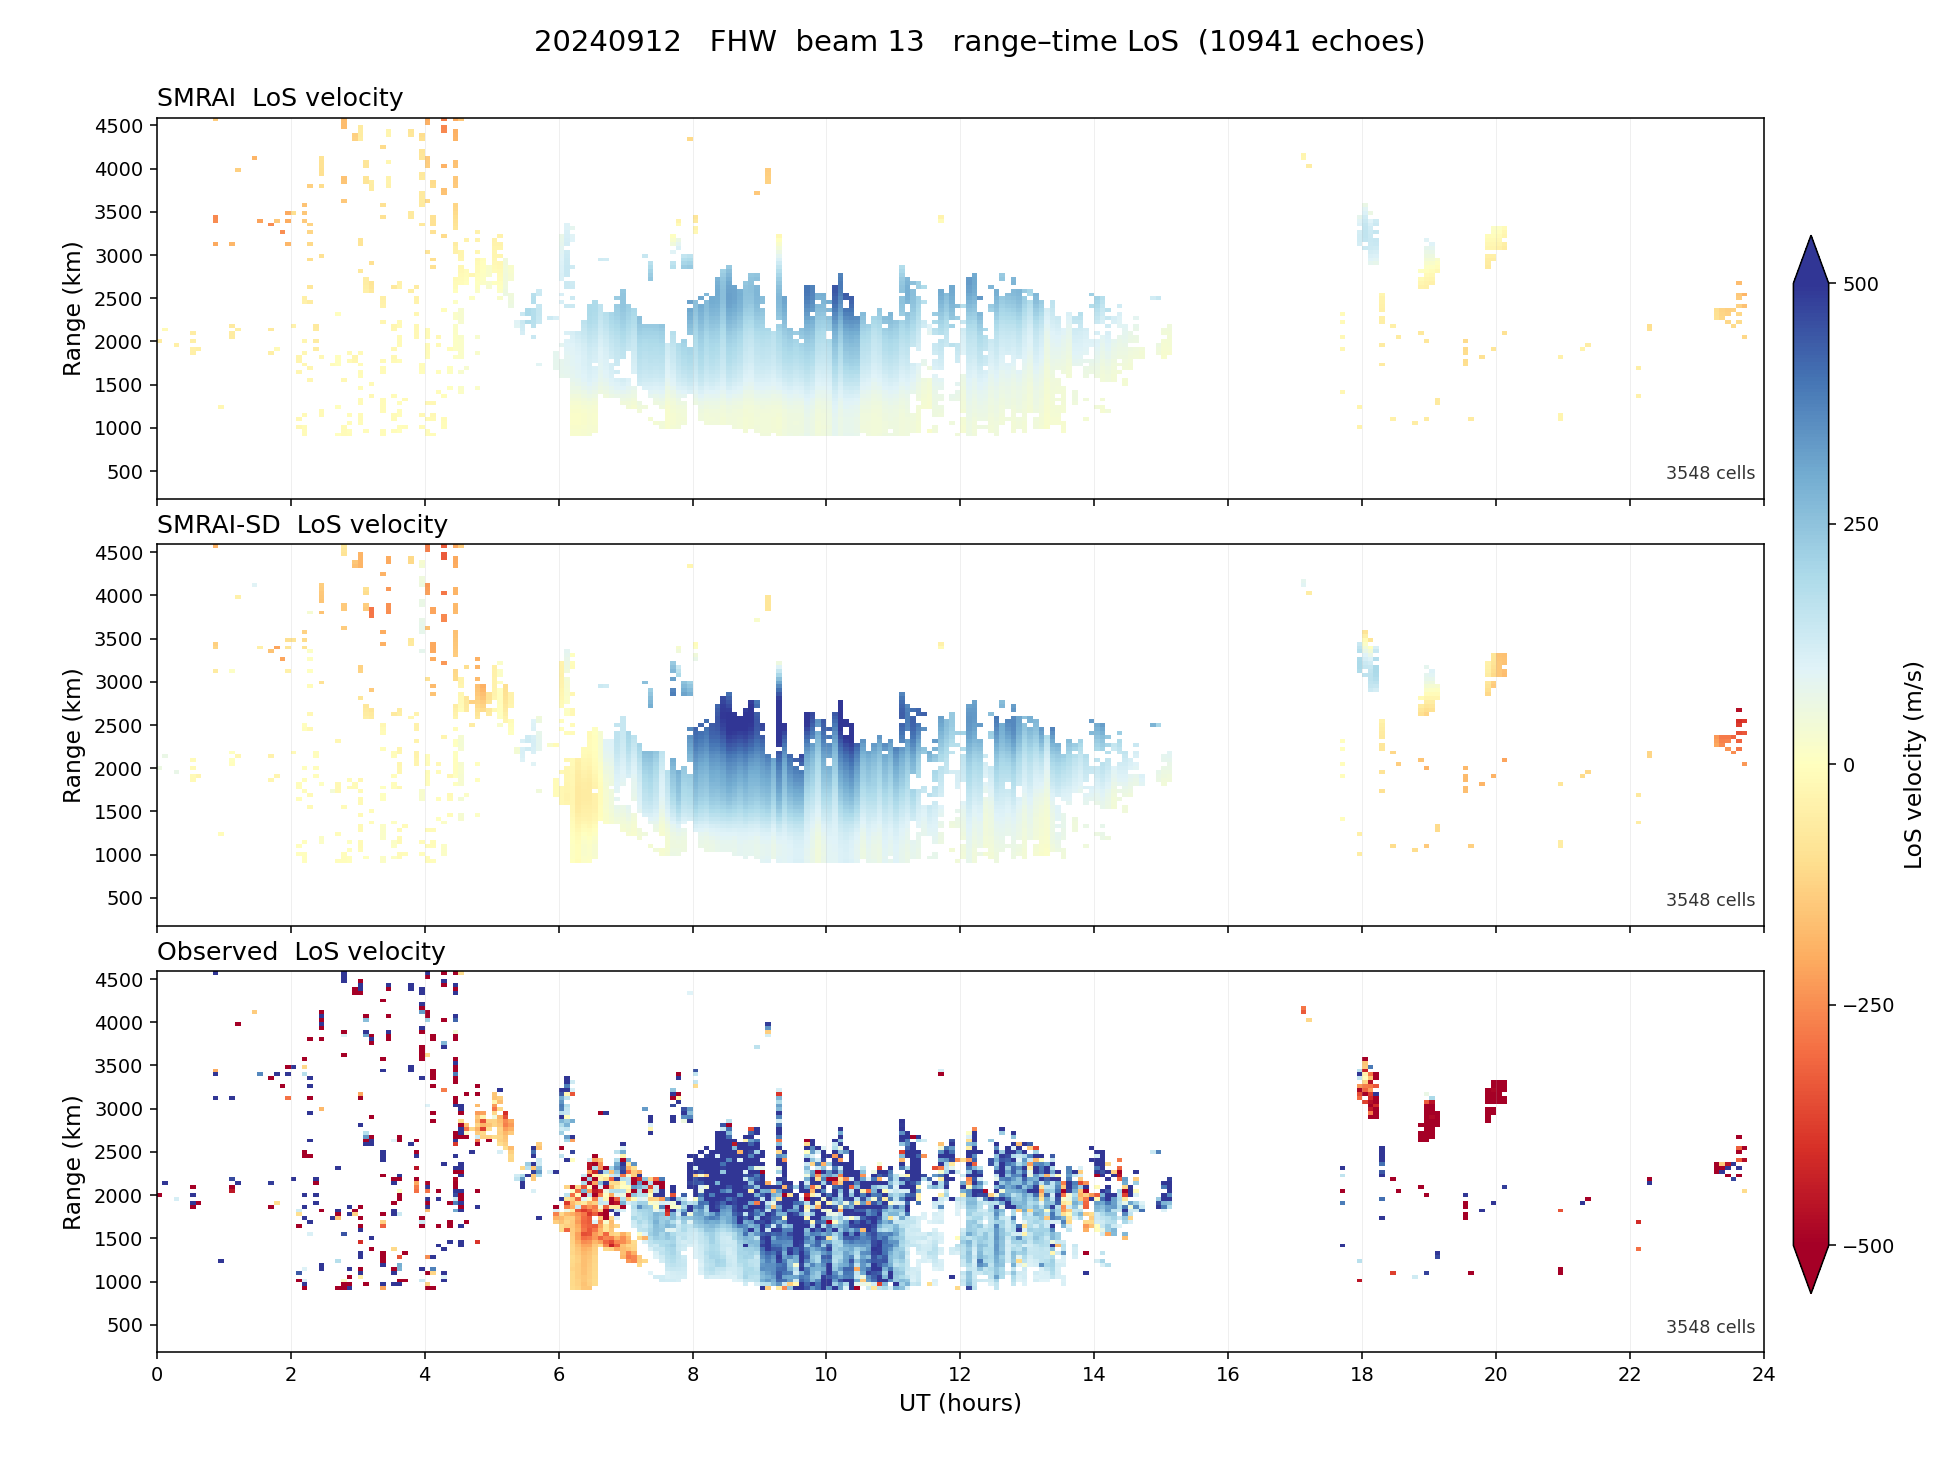 20240912   FHW  beam 13   range–time LoS  (10941 echoes)
SMRAI  LoS velocity
4500
4000
3500
3000
2500
2000
1500
1000
500
Range (km)
3548 cells
SMRAI-SD  LoS velocity
4500
4000
3500
3000
2500
2000
1500
1000
500
Range (km)
3548 cells
Observed  LoS velocity
4500
4000
3500
3000
2500
2000
1500
1000
500
Range (km)
3548 cells
0 2 4 6 8 10 12 14 16 18 20 22 24
UT (hours)
500
250
0
−250
−500
LoS velocity (m/s)